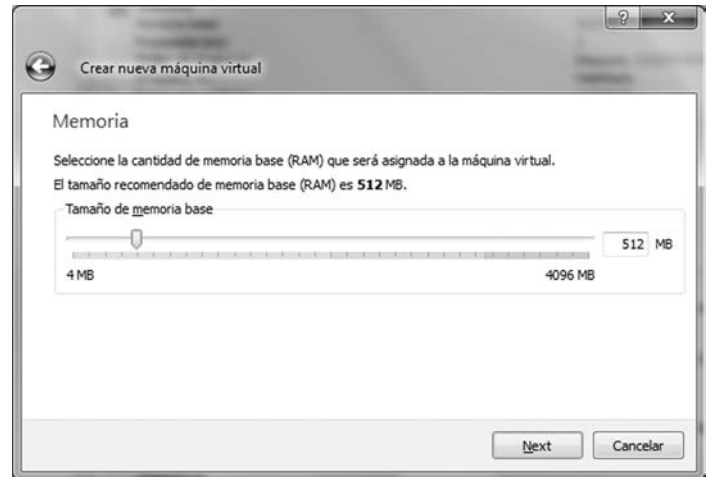 ?
x
Crear nueva máquina virtual
Memoria
Seleccione la cantidad de memoria base (RAM) que será asignada a la máquina virtual.
El tamaño recomendado de memoria base (RAM) es 512 MB.
Tamaño de memoria base
512 MB
4 MB 4096 MB
Next Cancelar